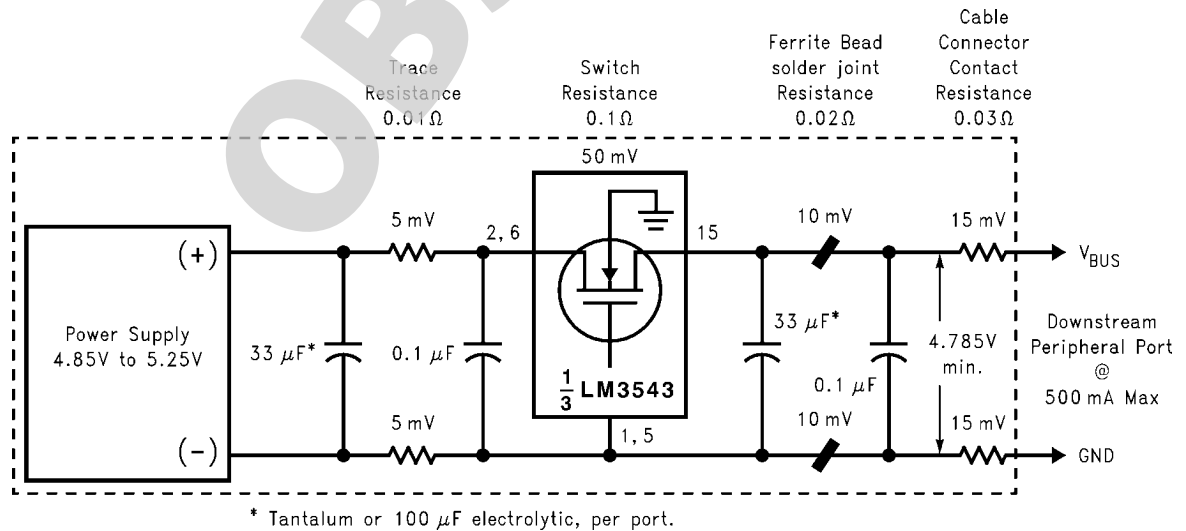 OB
Trace
Resistance
0.01Ω
Switch
Resistance
0.1Ω
Ferrite Bead
solder joint
Resistance
0.02Ω
Cable
Connector
Contact
Resistance
0.03Ω
50 mV
5 mV
2, 6
15
10 mV
15 mV
(+)
VBUS
Power Supply
4.85V to 5.25V
33 μF*
0.1 μF
1/3 LM3543
33 μF*
0.1 μF
4.785V
min.
Downstream
Peripheral Port
@
500 mA Max
(-)
5 mV
1, 5
10 mV
15 mV
GND
* Tantalum or 100 μF electrolytic, per port.